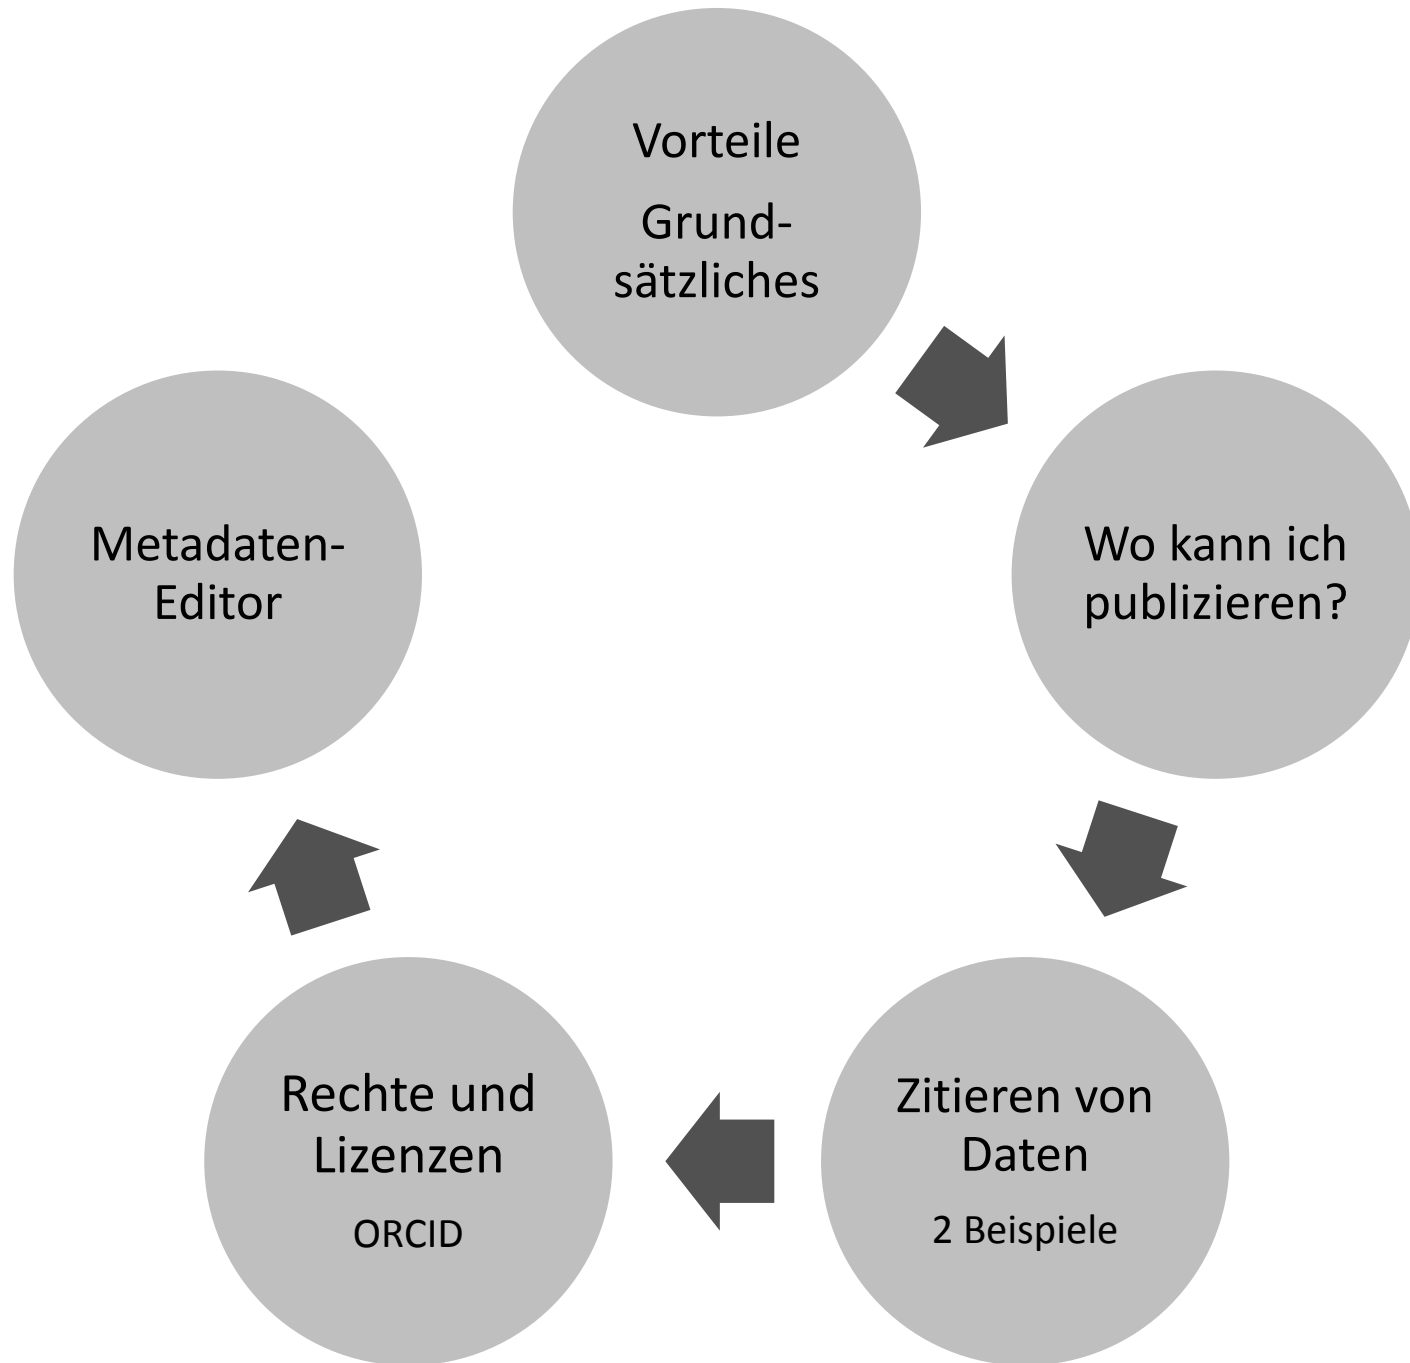 Vorteile
Grund-
sätzliches
Wo kann ich
publizieren?
Zitieren von
Daten
2 Beispiele
Rechte und
Lizenzen
ORCID
Metadaten-
Editor